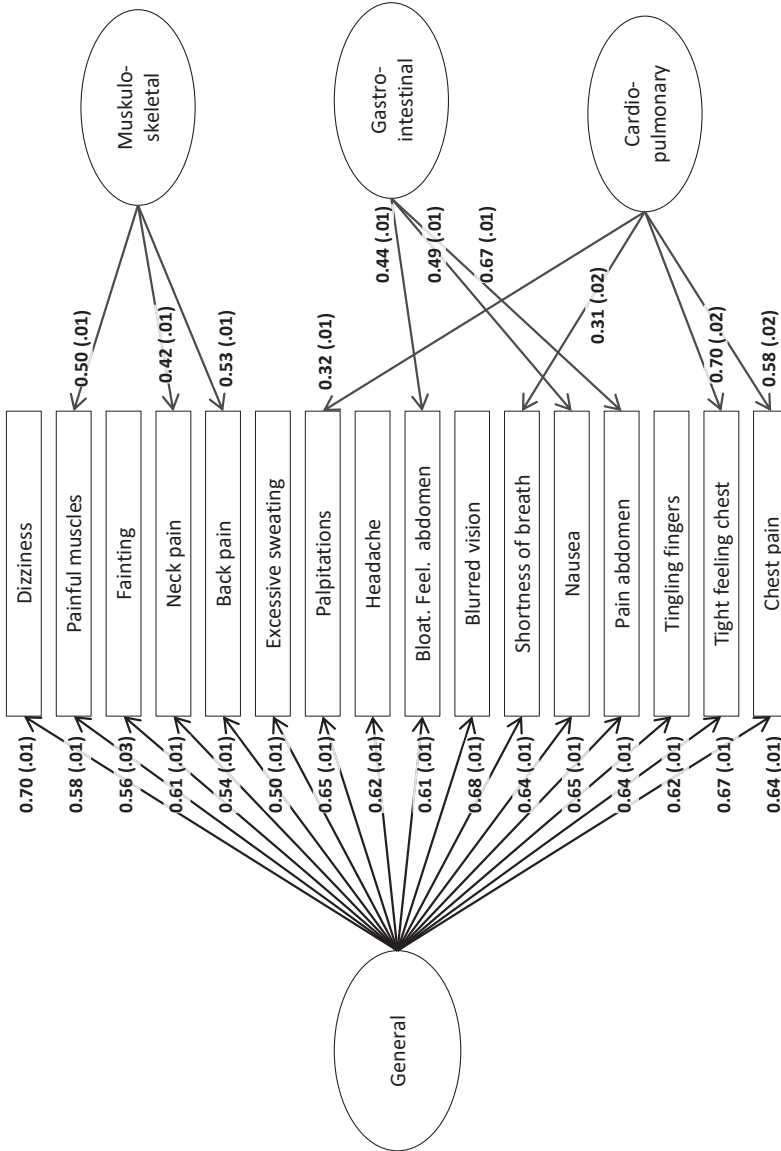 General
0.70 (.01)
0.58 (.01)
0.56 (.03)
0.61 (.01)
0.54 (.01)
0.50 (.01)
0.65 (.01)
0.62 (.01)
0.61 (.01)
0.68 (.01)
0.64 (.01)
0.65 (.01)
0.64 (.01)
0.62 (.01)
0.67 (.01)
0.64 (.01)
Dizziness
Painful muscles
Fainting
Neck pain
Back pain
Excessive sweating
Palpitations
Headache
Bloat. Feel. abdomen
Blurred vision
Shortness of breath
Nausea
Pain abdomen
Tingling fingers
Tight feeling chest
Chest pain
0.50 (.01)
0.42 (.01)
0.53 (.01)
0.32 (.01)
0.44 (.01)
0.49 (.01)
0.67 (.01)
0.31 (.02)
0.70 (.02)
0.58 (.02)
Muskulo-
skeletal
Gastro-
intestinal
Cardio-
pulmonary